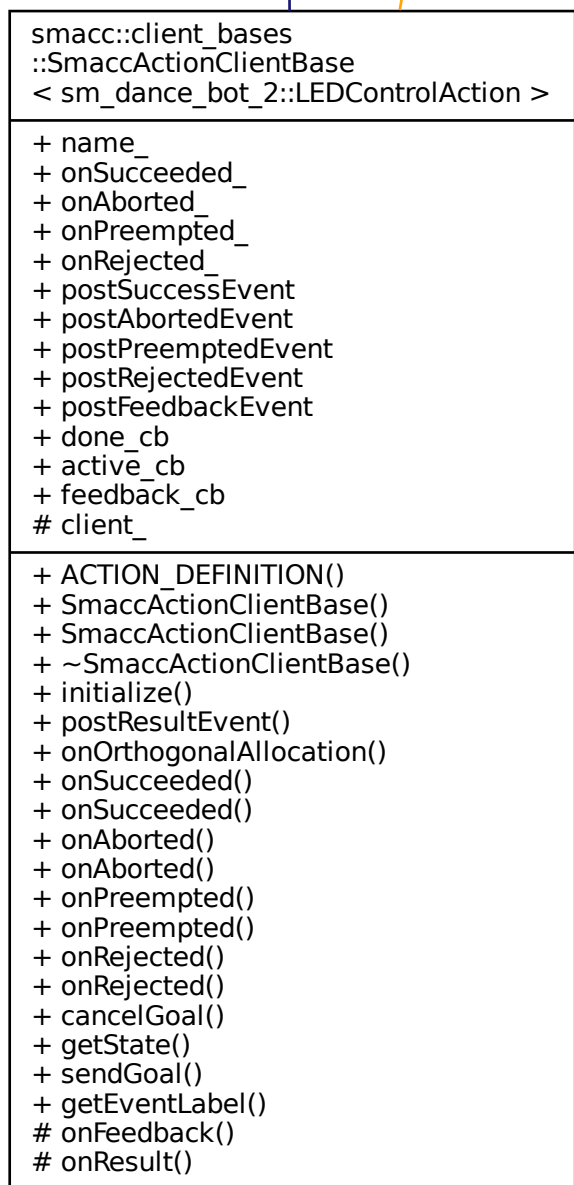 smacc::client_bases
::SmaccActionClientBase
< sm_dance_bot_2::LEDControlAction >
+ name_
+ onSucceeded_
+ onAborted_
+ onPreempted_
+ onRejected_
+ postSuccessEvent
+ postAbortedEvent
+ postPreemptedEvent
+ postRejectedEvent
+ postFeedbackEvent
+ done_cb
+ active_cb
+ feedback_cb
# client_
+ ACTION_DEFINITION()
+ SmaccActionClientBase()
+ SmaccActionClientBase()
+ ~SmaccActionClientBase()
+ initialize()
+ postResultEvent()
+ onOrthogonalAllocation()
+ onSucceeded()
+ onSucceeded()
+ onAborted()
+ onAborted()
+ onPreempted()
+ onPreempted()
+ onRejected()
+ onRejected()
+ cancelGoal()
+ getState()
+ sendGoal()
+ getEventLabel()
# onFeedback()
# onResult()